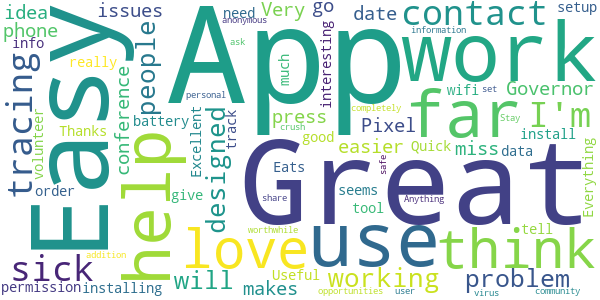 idea
issues
Very
go
date
contact
need
setup
phone
anonymous
information
info
people
App
work
ask
really
much
interesting
wifi
Governor
personal
set
completely
tracing
Easy
conference
battery
Excellent
track
press
far
I'm
Stay
Thanks
volunteer
help
designed
good
Pixel
install
crush
easier
Quick
miss
data
Everything
Eats
safe
order
give
share
Great
seems
Anything
tool
tell
love
use
think
worthwhile
addition
sick
will
Useful
working
problem
permission
installing
makes
opportunities
user
virus
community